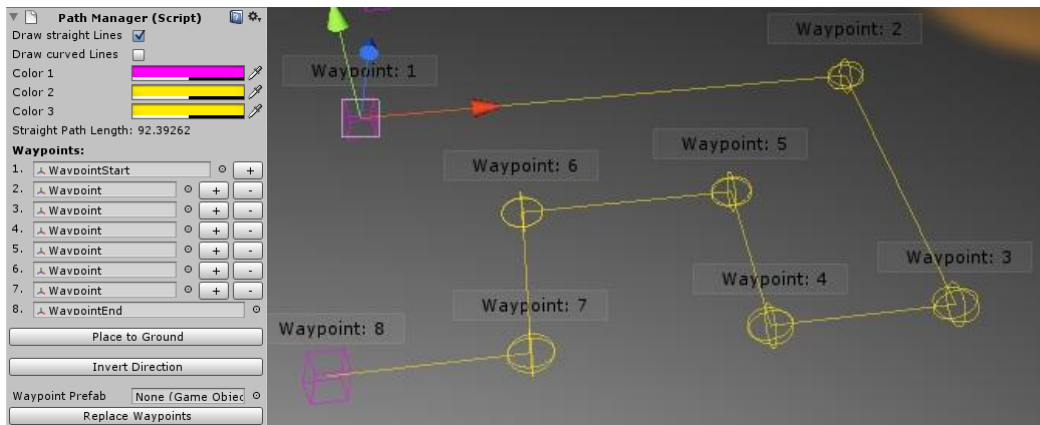 Path Manager (Script)
Draw straight Lines
Draw curved Lines
Color 1
Color 2
Color 3
Straight Path Length: 92.39262
Waypoints:
1. WaypointStart +
2. Waypoint + -
3. Waypoint + -
4. Waypoint + -
5. Waypoint + -
6. Waypoint + -
7. Waypoint + -
8. WaypointEnd
Place to Ground
Invert Direction
Waypoint Prefab None (Game Objec
Replace Waypoints
Waypoint: 2
Waypoint: 1
Waypoint: 5
Waypoint: 6
Waypoint: 3
Waypoint: 4
Waypoint: 7
Waypoint: 8